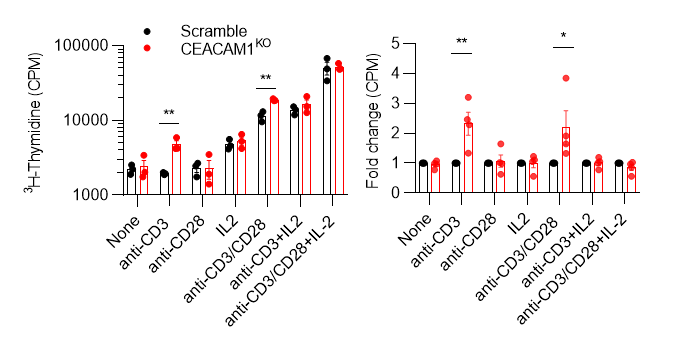 Scramble
CEACAM1KO
³H-Thymidine (CPM)
100000
10000
1000
**
**
None
anti-CD3
anti-CD28
IL2
anti-CD3/CD28
anti-CD3+IL2
anti-CD3/CD28+IL-2
Fold change (CPM)
5
4
3
2
1
0
**
*
None
anti-CD3
anti-CD28
IL2
anti-CD3/CD28
anti-CD3+IL2
anti-CD3/CD28+IL-2